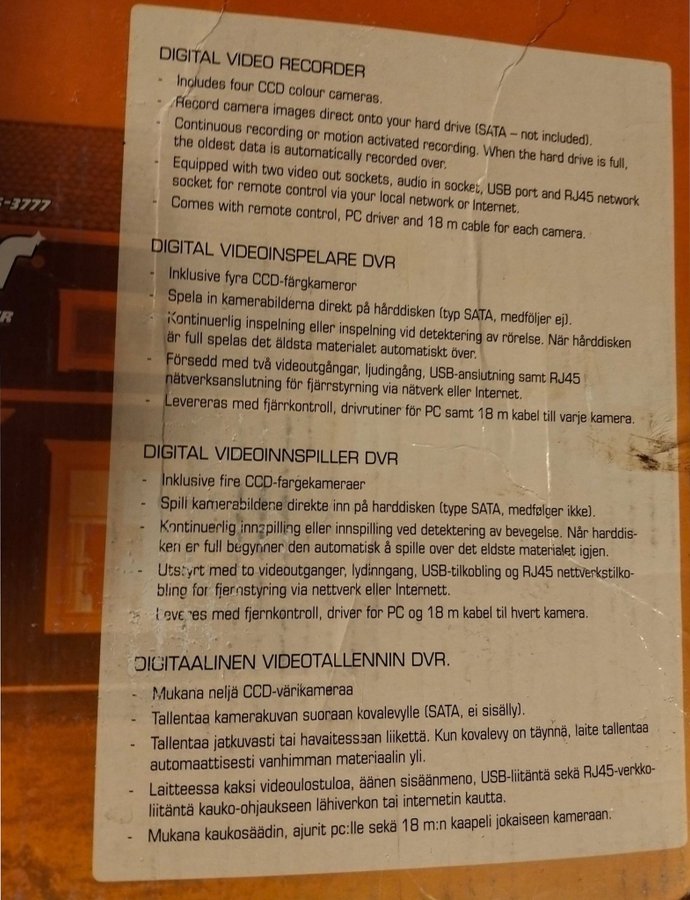 DIGITAL VIDEO RECORDER
- Includes four CCD colour cameras.
- Record camera images direct onto your hard drive (SATA – not included).
- Continuous recording or motion activated recording. When the hard drive is full,
the oldest data is automatically recorded over.
- Equipped with two video out sockets, audio in socket, USB port and RJ45 network
socket for remote control via your local network or Internet.
- Comes with remote control, PC driver and 18 m cable for each camera.
-3777
ER
DIGITAL VIDEOINSPELARE DVR
- Inklusive fyra CCD-färgkameror
- Spela in kamerabilderna direkt på hårddisken (typ SATA, medföljer ej).
- Kontinuerlig inspelning eller inspelning vid detektering av rörelse. När hårddisken
är full spelas det äldsta materialet automatiskt över.
- Försedd med två videoutgångar, ljudingång, USB-anslutning samt RJ45
nätverksanslutning för fjärrstyrning via nätverk eller Internet.
- Levereras med fjärrkontroll, drivrutiner för PC samt 18 m kabel till varje kamera.
DIGITAL VIDEOINNSPILLER DVR
- Inklusive fire CCD-fargekameraer
- Spill kamerabildene direkte inn på harddisken (type SATA, medfølger ikke).
- Kontinuerlig innspilling eller innspilling ved detektering av bevegelse. Når harddis-
ken er full begynner den automatisk å spille over det eldste materialet igjen.
- Utstyrt med to videoutganger, lydinngang, USB-tilkobling og RJ45 nettverkstilko-
bling for fjernstyring via nettverk eller Internett.
- Leveres med fjernkontroll, driver for PC og 18 m kabel til hvert kamera.
DIGITAALINEN VIDEOTALLENNIN DVR.
- Mukana neljä CCD-värikameraa
- Tallentaa kamerakuvan suoraan kovalevylle (SATA, ei sisälly).
- Tallentaa jatkuvasti tai havaitessaan liikettä. Kun kovalevy on täynnä, laite tallentaa
automaattisesti vanhimman materiaalin yli.
- Laitteessa kaksi videoulostuloa, äänen sisäänmeno, USB-liitäntä sekä RJ45-verkko-
liitäntä kauko-ohjaukseen lähiverkon tai internetin kautta.
- Mukana kaukosäädin, ajurit pc:lle sekä 18 m:n kaapeli jokaiseen kameraan.